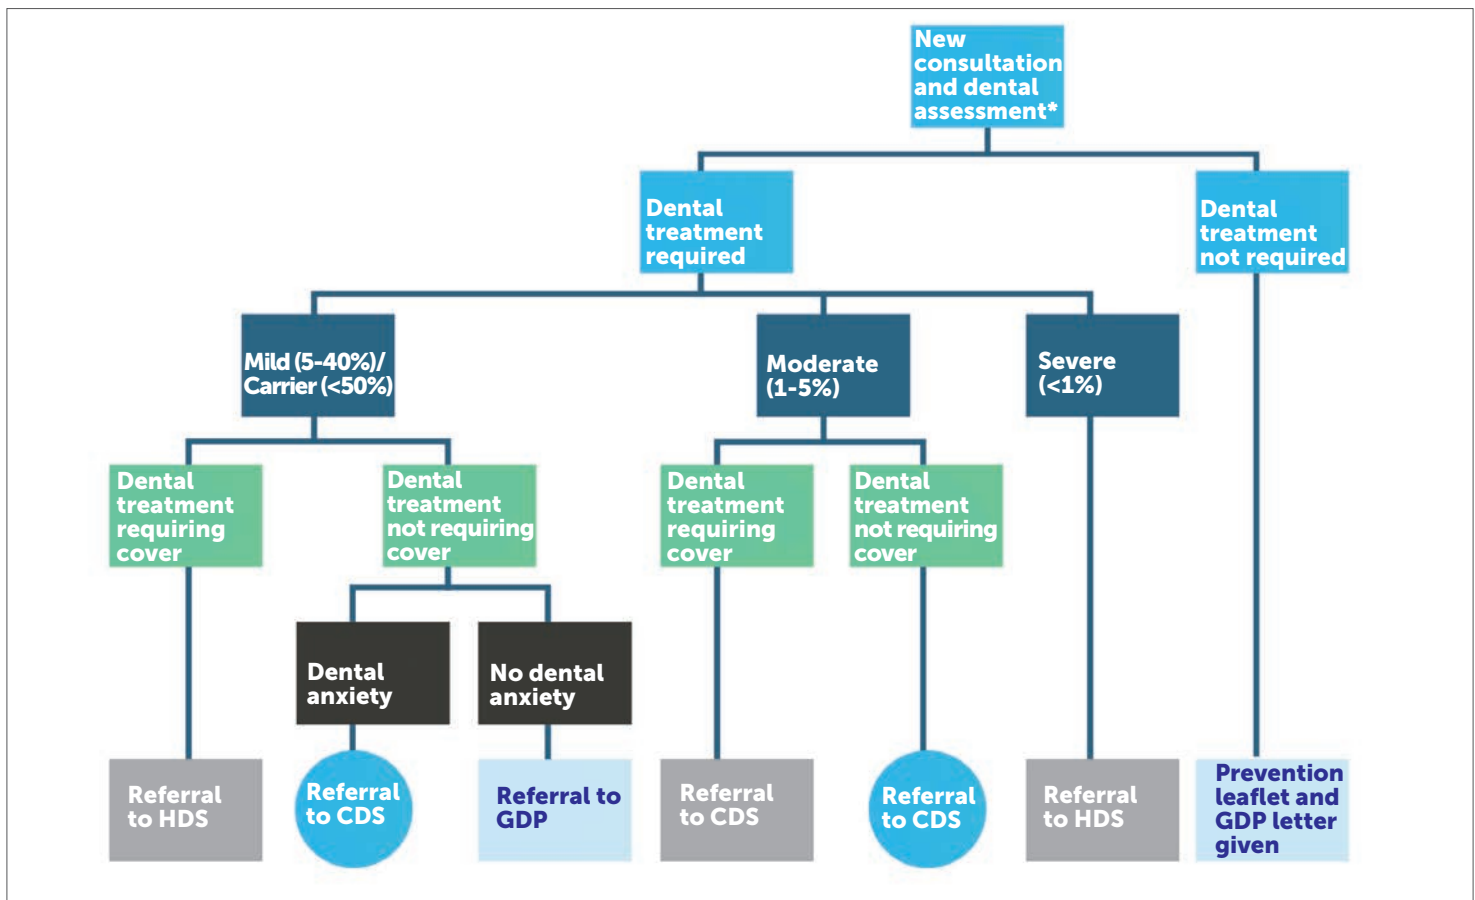 New
consultation
and dental
assessment*
Dental
treatment
required
Dental
treatment
not required
Mild (5-40%)/
Carrier (<50%)
Moderate
(1-5%)
Severe
(<1%)
Dental
treatment
requiring
cover
Dental
treatment
not requiring
cover
Dental
treatment
requiring
cover
Dental
treatment
not requiring
cover
Dental
anxiety
No dental
anxiety
Referral
to HDS
Referral
to CDS
Referral to
GDP
Referral
to CDS
Referral
to CDS
Referral
to HDS
Prevention
leaflet and
GDP letter
given